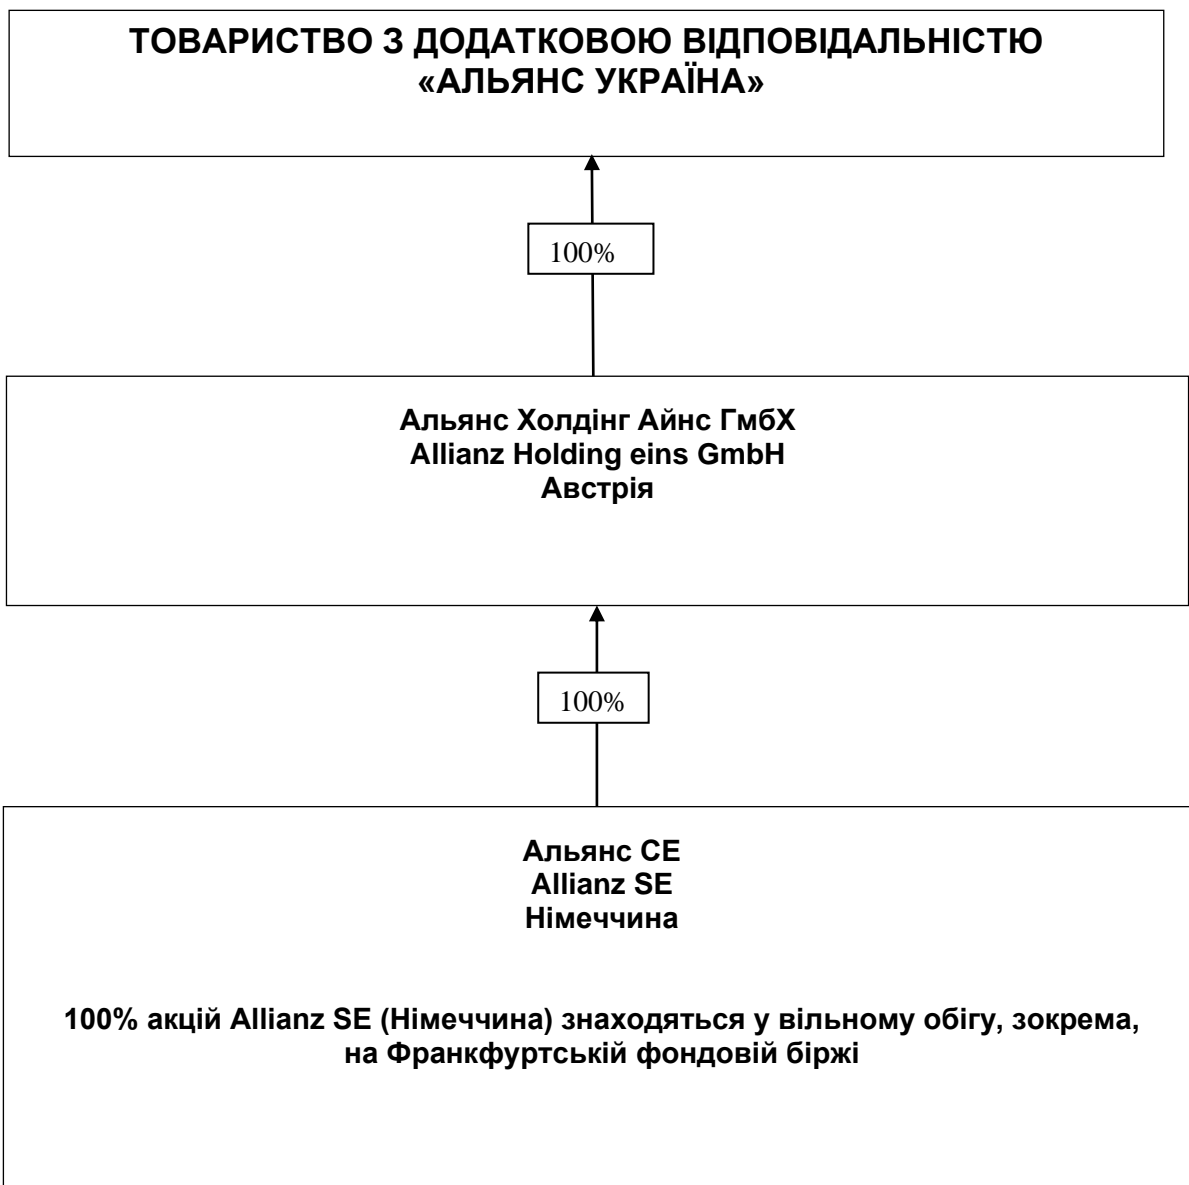 ТОВАРИСТВО З ДОДАТКОВОЮ ВІДПОВІДАЛЬНІСТЮ
«АЛЬЯНС УКРАЇНА»
100%
Альянс Холдінг Айнс ГмбХ
Allianz Holding eins GmbH
Австрія
100%
Альянс СЕ
Allianz SE
Німеччина
100% акцій Allianz SE (Німеччина) знаходяться у вільному обігу, зокрема,
на Франкфуртській фондовій біржі